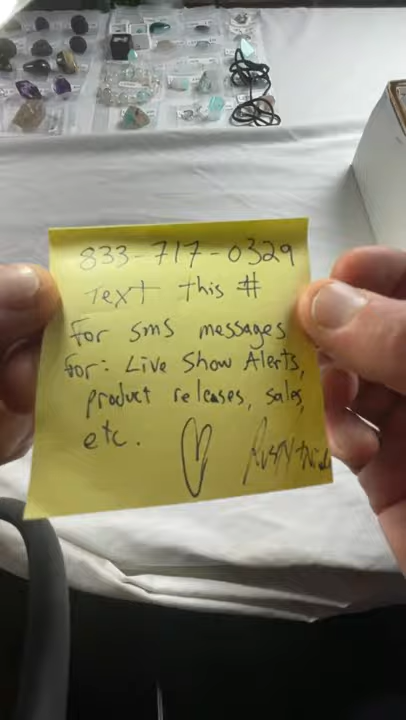 833-717-0329
Text this #
for sms messages
for: Live Show Alerts,
product releases, sales,
etc.